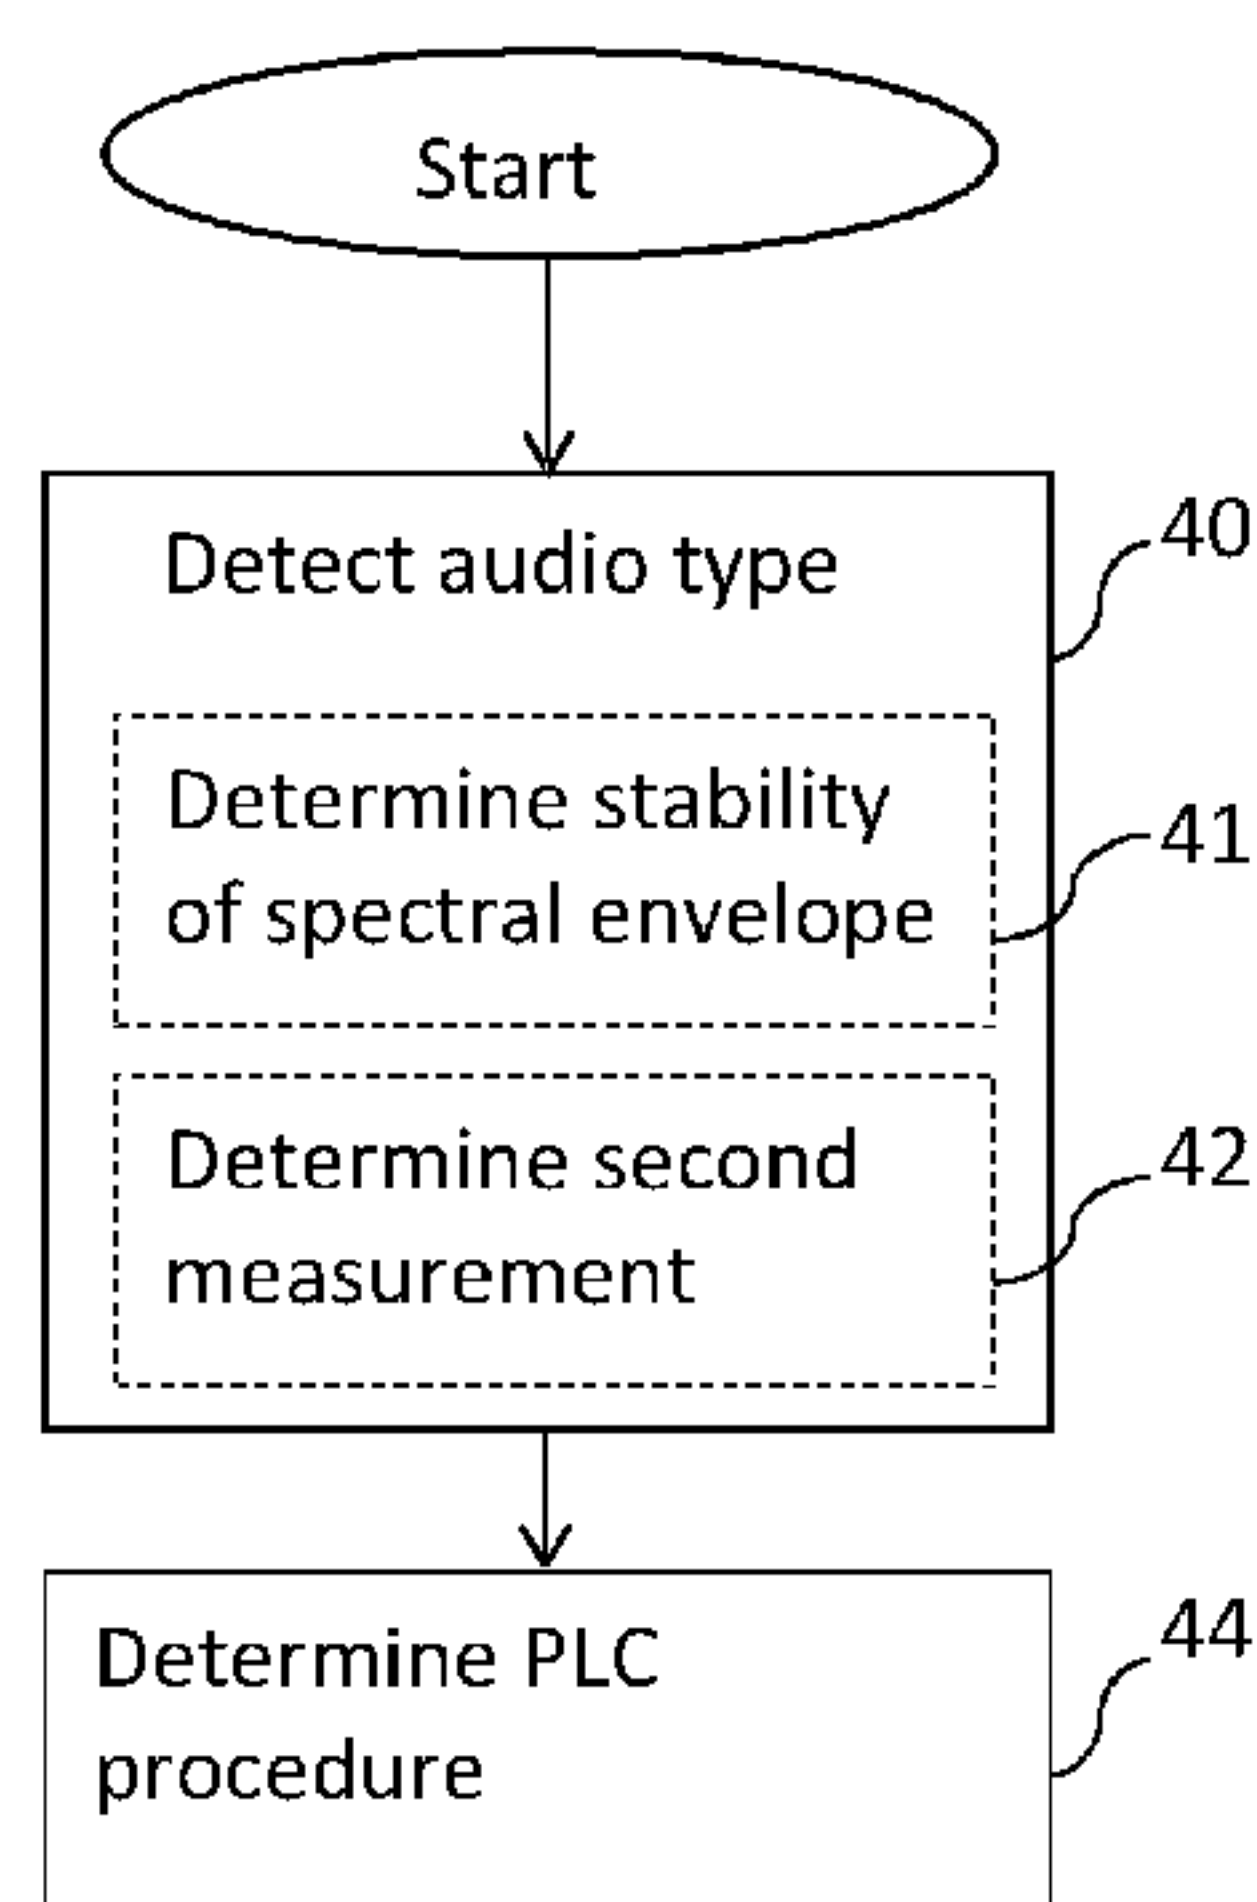 Start
Detect audio type
40
Determine stability
of spectral envelope
41
Determine second
measurement
42
Determine PLC
procedure
44